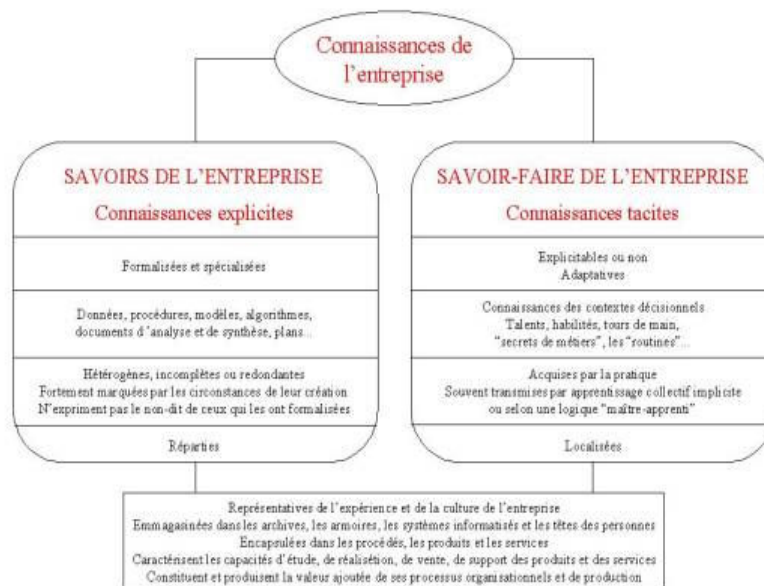 Connaissances de
l'entreprise
SAVOIRS DE L'ENTREPRISE
Connaissances explicites
Formalisées et spécialisées
Données, procédures, modèles, algorithmes,
documents d'analyse et de synthèse, plans...
Hétérogènes, incomplètes ou redondantes
Fortement marquées par les circonstances de leur création
N'expriment pas le non-dit de ceux qui les ont formalisées
Réparties
SAVOIR-FAIRE DE L'ENTREPRISE
Connaissances tacites
Explicitables ou non
Adaptatives
Connaissances des contextes décisionnels
Talents, habilités, tours de main,
"secrets de métiers", les "routines"...
Acquises par la pratique
Souvent transmises par apprentissage collectif implicite
ou selon une logique "maître-apprenti"
Localisées
Représentatives de l'expérience et de la culture de l'entreprise
Emmagasinées dans les archives, les armoires, les systèmes informatisés et les têtes des personnes
Encapsulées dans les procédés, les produits et les services
Caractérisent les capacités d'étude, de réalisétion, de vente, de support des produits et des services
Constituent et produisent la valeur ajoutée de ses processus organisationnels et de production